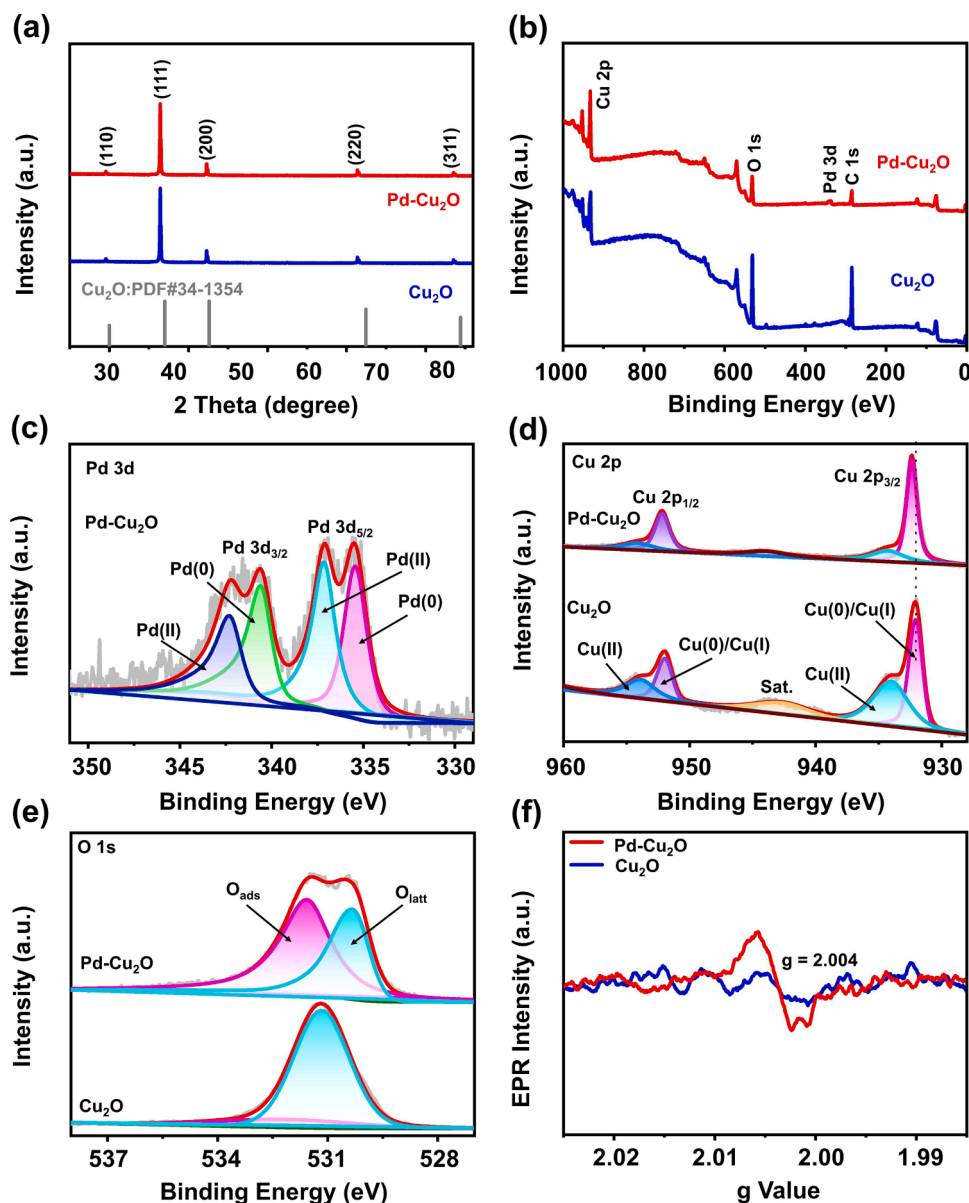 (a)
(110)
(111)
(200)
(220)
(311)
Pd-Cu₂O
Cu₂O
Cu₂O:PDF#34-1354
Intensity (a.u.)
30 40 50 60 70 80
2 Theta (degree)
(b)
Cu 2p
O 1s
Pd 3d
C 1s
Pd-Cu₂O
Cu₂O
Intensity (a.u.)
1000 800 600 400 200 0
Binding Energy (eV)
(c)
Pd 3d
Pd-Cu₂O
Pd 3d₃/₂
Pd 3d₅/₂
Pd(0)
Pd(II)
Pd(II)
Pd(0)
Intensity (a.u.)
350 345 340 335 330
Binding Energy (eV)
(d)
Cu 2p
Cu 2p₃/₂
Cu 2p₁/₂
Pd-Cu₂O
Cu₂O
Cu(0)/Cu(I)
Cu(II)
Cu(0)/Cu(I)
Cu(II)
Sat.
Intensity (a.u.)
960 950 940 930
Binding Energy (eV)
(e)
O 1s
Oads
Olatt
Pd-Cu₂O
Cu₂O
Intensity (a.u.)
537 534 531 528
Binding Energy (eV)
(f)
Pd-Cu₂O
Cu₂O
g = 2.004
EPR Intensity (a.u.)
2.02 2.01 2.00 1.99
g Value